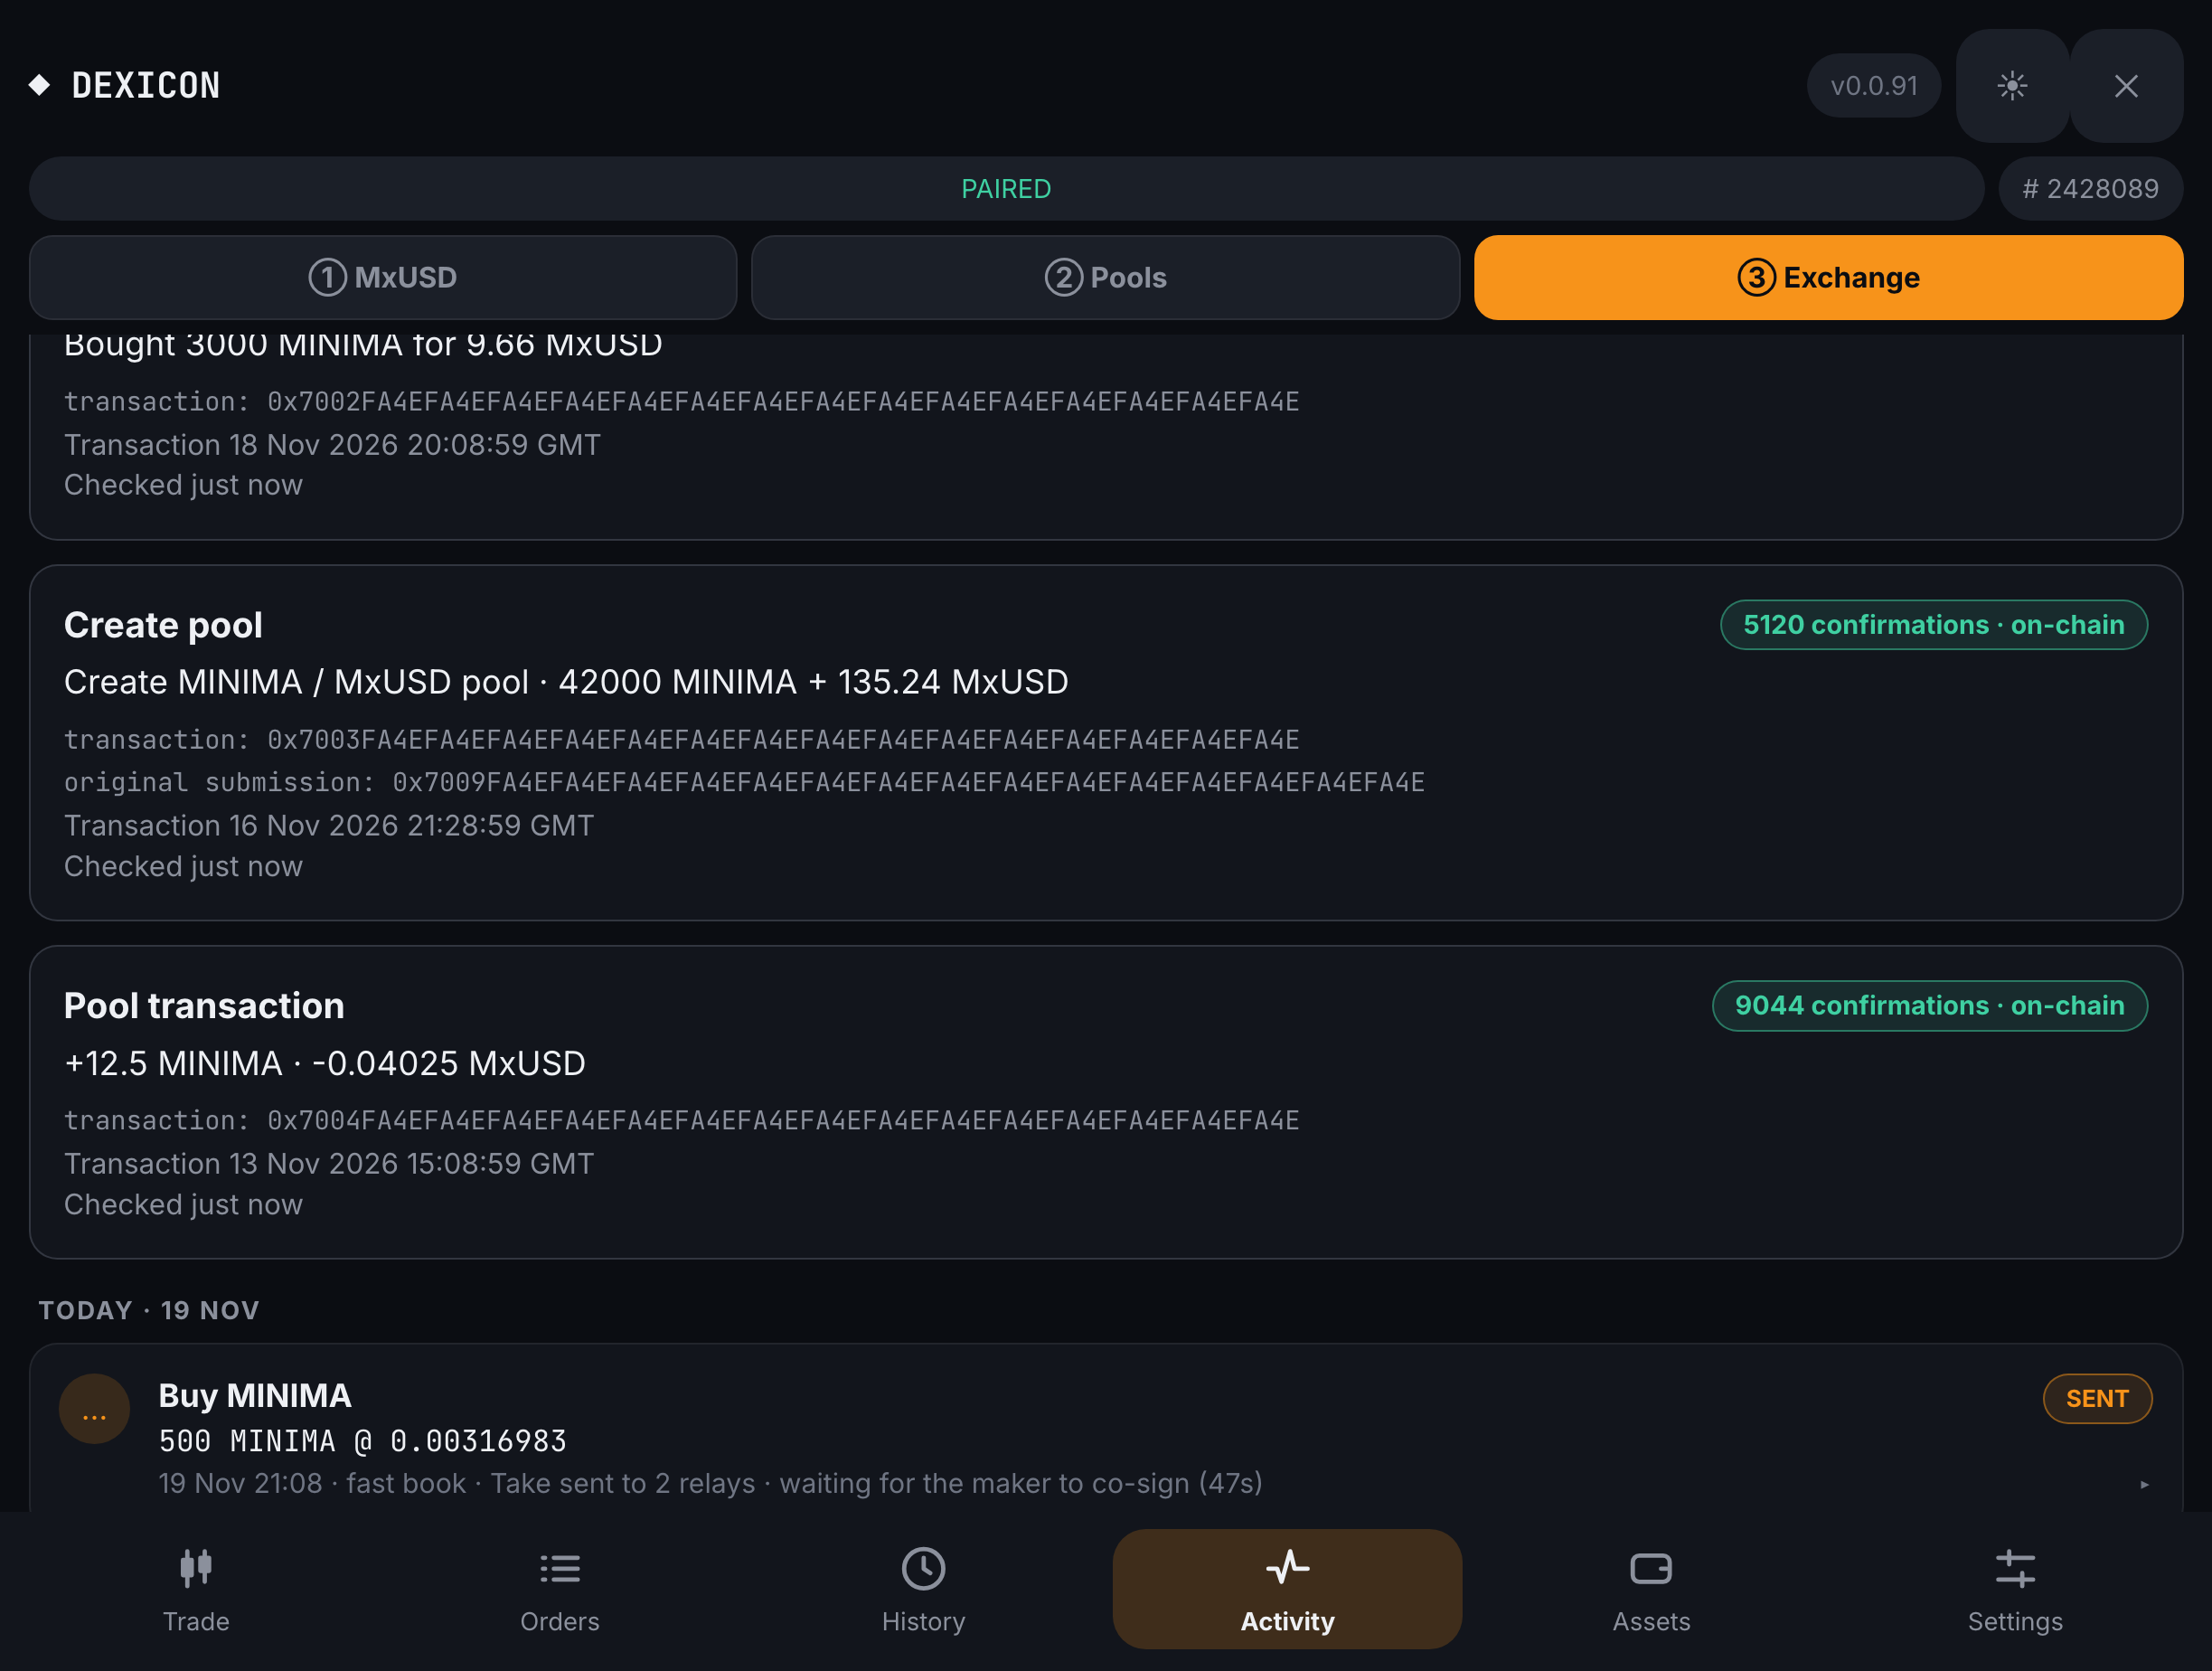 DEXICON
v0.0.91
PAIRED
# 2428089
1 MxUSD
2 Pools
3 Exchange
Bought 3000 MINIMA for 9.66 MxUSD
transaction: 0x7002FA4EFA4EFA4EFA4EFA4EFA4EFA4EFA4EFA4EFA4EFA4EFA4EFA4EFA4EFA4EFA4E
Transaction 18 Nov 2026 20:08:59 GMT
Checked just now
Create pool
5120 confirmations · on-chain
Create MINIMA / MxUSD pool · 42000 MINIMA + 135.24 MxUSD
transaction: 0x7003FA4EFA4EFA4EFA4EFA4EFA4EFA4EFA4EFA4EFA4EFA4EFA4EFA4EFA4EFA4EFA4E
original submission: 0x7009FA4EFA4EFA4EFA4EFA4EFA4EFA4EFA4EFA4EFA4EFA4EFA4EFA4EFA4EFA4EFA4E
Transaction 16 Nov 2026 21:28:59 GMT
Checked just now
Pool transaction
9044 confirmations · on-chain
+12.5 MINIMA · -0.04025 MxUSD
transaction: 0x7004FA4EFA4EFA4EFA4EFA4EFA4EFA4EFA4EFA4EFA4EFA4EFA4EFA4EFA4EFA4EFA4E
Transaction 13 Nov 2026 15:08:59 GMT
Checked just now
TODAY · 19 NOV
...
Buy MINIMA
SENT
500 MINIMA @ 0.00316983
19 Nov 21:08 · fast book · Take sent to 2 relays · waiting for the maker to co-sign (47s)
Trade
Orders
History
Activity
Assets
Settings